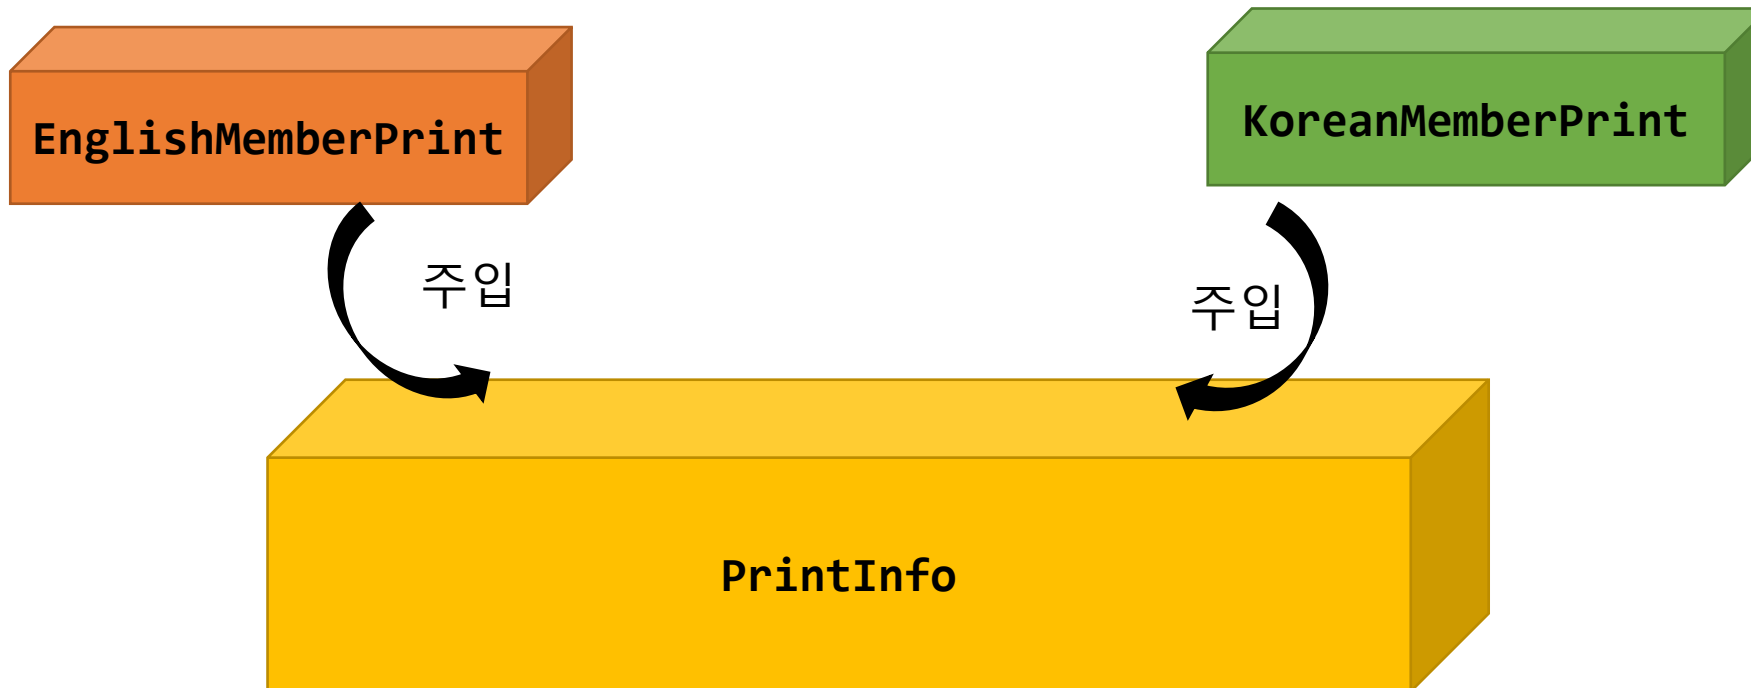 EnglishMemberPrint
KoreanMemberPrint
주입
주입
PrintInfo